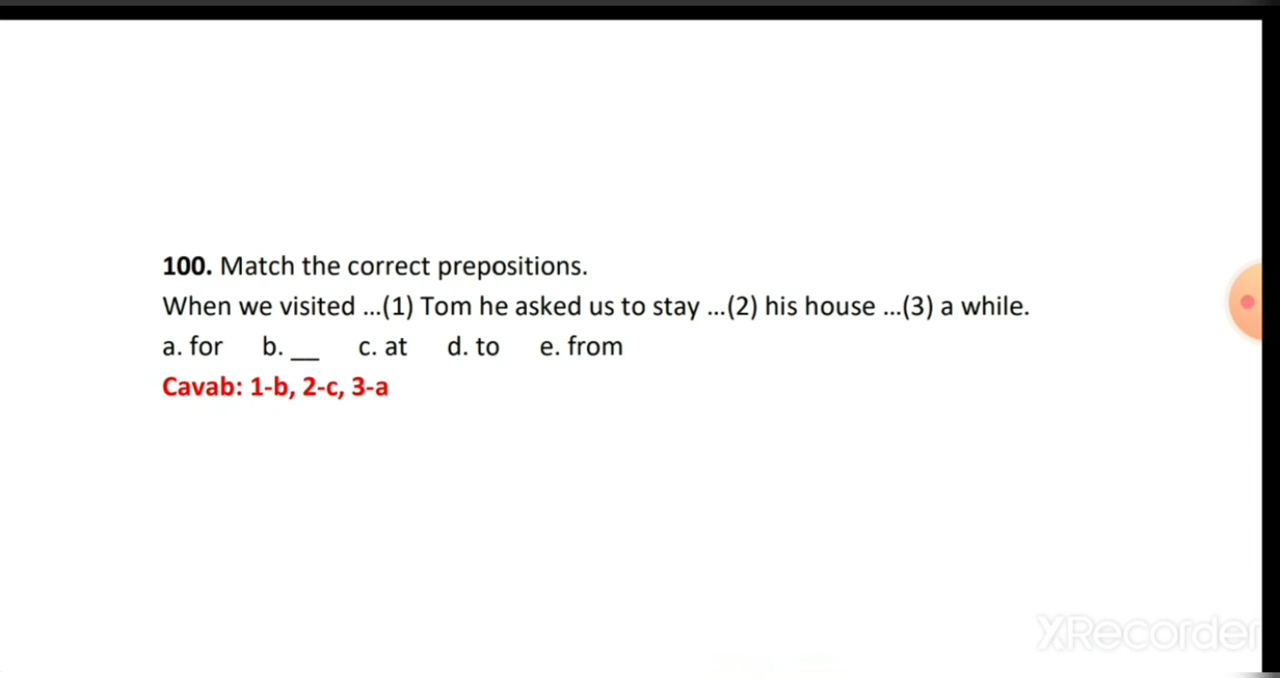 100. Match the correct prepositions.
When we visited ...(1) Tom he asked us to stay ...(2) his house ...(3) a while.
a. for b. __ c. at d. to e. from
Cavab: 1-b, 2-c, 3-a
XRecorder